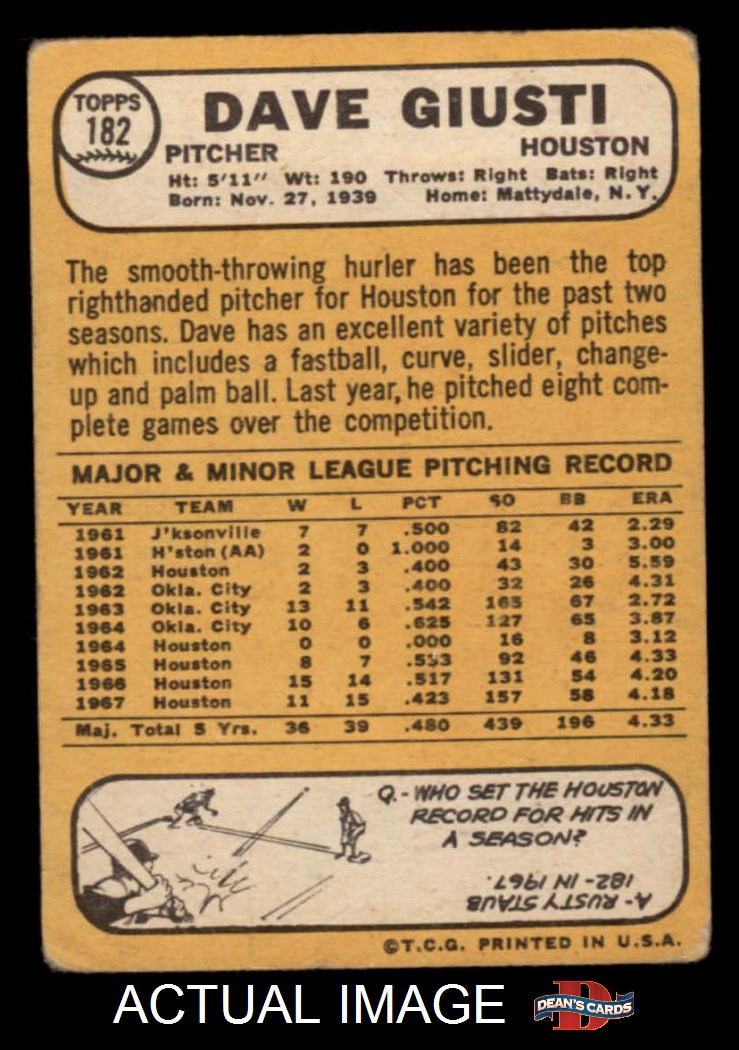 TOPPS
182
DAVE GIUSTI
PITCHER HOUSTON
Ht: 5'11" Wt: 190 Throws: Right Bats: Right
Born: Nov. 27, 1939 Home: Mattydale, N.Y.
The smooth-throwing hurler has been the top
righthanded pitcher for Houston for the past two
seasons. Dave has an excellent variety of pitches
which includes a fastball, curve, slider, change-
up and palm ball. Last year, he pitched eight com-
plete games over the competition.
MAJOR & MINOR LEAGUE PITCHING RECORD
YEAR TEAM W L PCT SO BB ERA
1961 J'ksonville 7 7 .500 82 42 2.29
1961 H'ston (AA) 2 0 1.000 14 3 3.00
1962 Houston 2 3 .400 43 30 5.59
1962 Okla. City 2 3 .400 32 26 4.31
1963 Okla. City 13 11 .542 165 67 2.72
1964 Okla. City 10 6 .625 127 65 3.87
1964 Houston 0 0 .000 16 8 3.12
1965 Houston 8 7 .533 92 46 4.33
1966 Houston 15 14 .517 131 54 4.20
1967 Houston 11 15 .423 157 58 4.18
Maj. Total 5 Yrs. 36 39 .480 439 196 4.33
Q.- WHO SET THE HOUSTON
RECORD FOR HITS IN
A SEASON?
A- RUSTY STAUB
182- IN 1967.
©T.C.G. PRINTED IN U.S.A.
ACTUAL IMAGE
DEAN'S CARDS